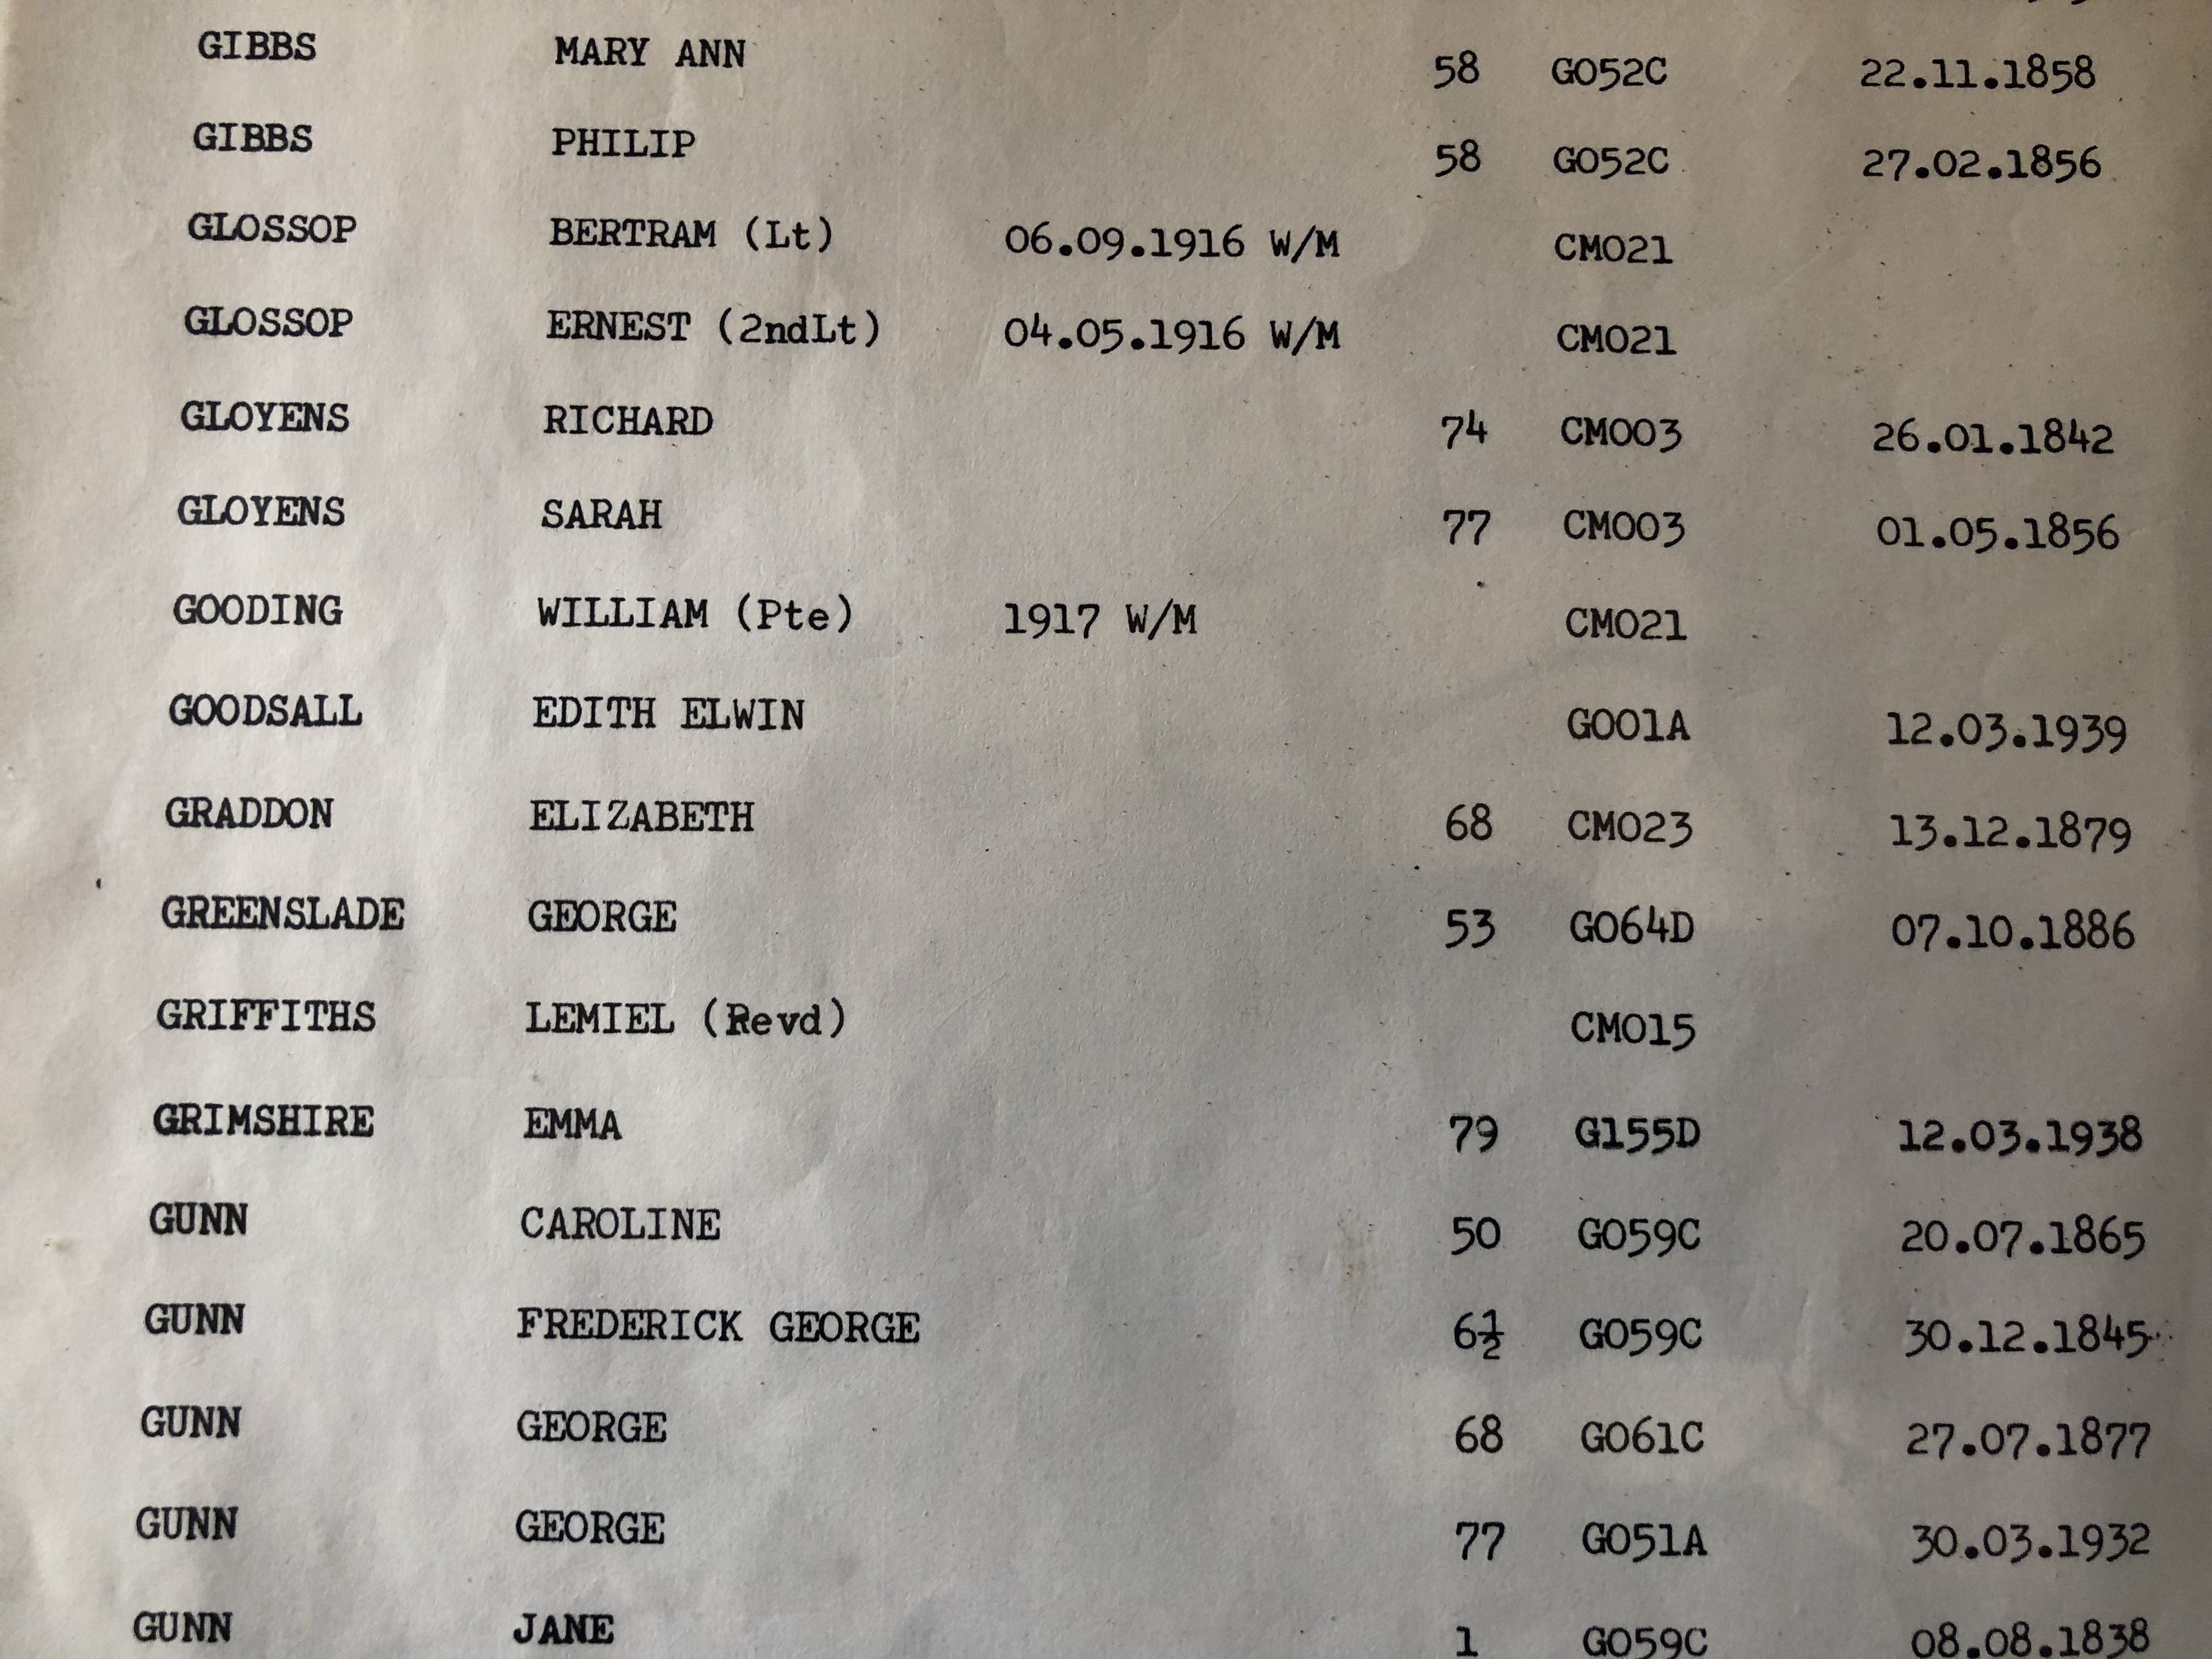 GIBBS MARY ANN 58 G052C 22.11.1858
GIBBS PHILIP 58 G052C 27.02.1856
GLOSSOP BERTRAM (Lt) 06.09.1916 W/M CM021
GLOSSOP ERNEST (2ndLt) 04.05.1916 W/M CM021
GLOYENS RICHARD 74 CM003 26.01.1842
GLOYENS SARAH 77 CM003 01.05.1856
GOODING WILLIAM (Pte) 1917 W/M CM021
GOODSALL EDITH ELWIN G001A 12.03.1939
GRADDON ELIZABETH 68 CM023 13.12.1879
GREENSLADE GEORGE 53 G064D 07.10.1886
GRIFFITHS LEMIEL (Revd) CM015
GRIMSHIRE EMMA 79 G155D 12.03.1938
GUNN CAROLINE 50 G059C 20.07.1865
GUNN FREDERICK GEORGE 6½ G059C 30.12.1845
GUNN GEORGE 68 G061C 27.07.1877
GUNN GEORGE 77 G051A 30.03.1932
GUNN JANE 1 G059C 08.08.1838